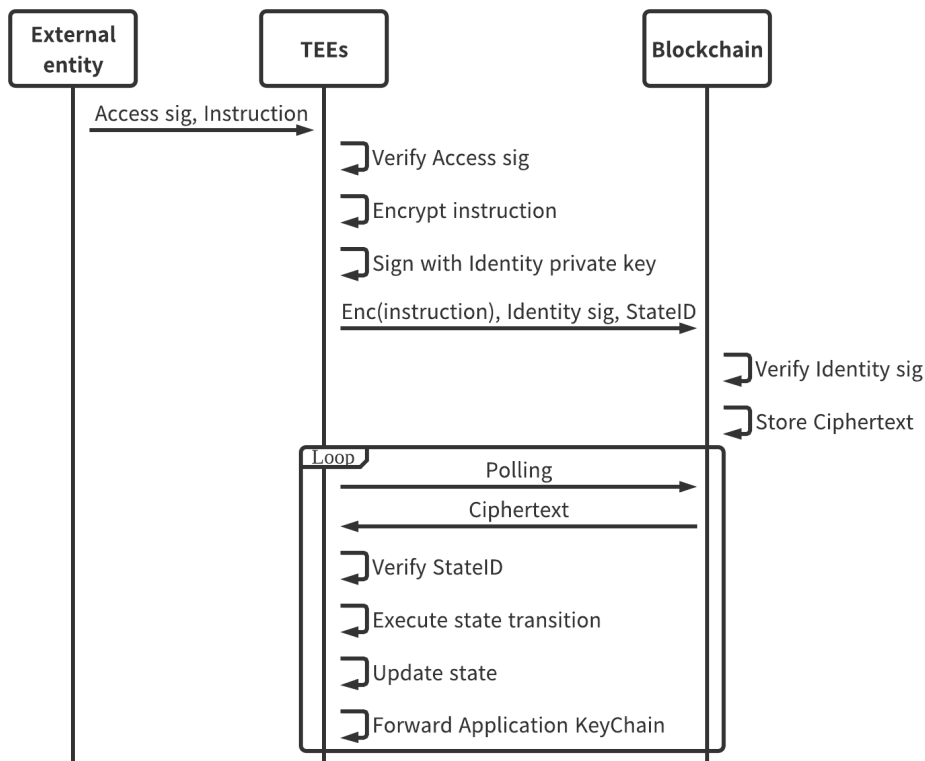 External
entity
TEEs
Blockchain
Access sig, Instruction
Verify Access sig
Encrypt instruction
Sign with Identity private key
Enc(instruction), Identity sig, StateID
Verify Identity sig
Store Ciphertext
Loop
Polling
Ciphertext
Verify StateID
Execute state transition
Update state
Forward Application KeyChain